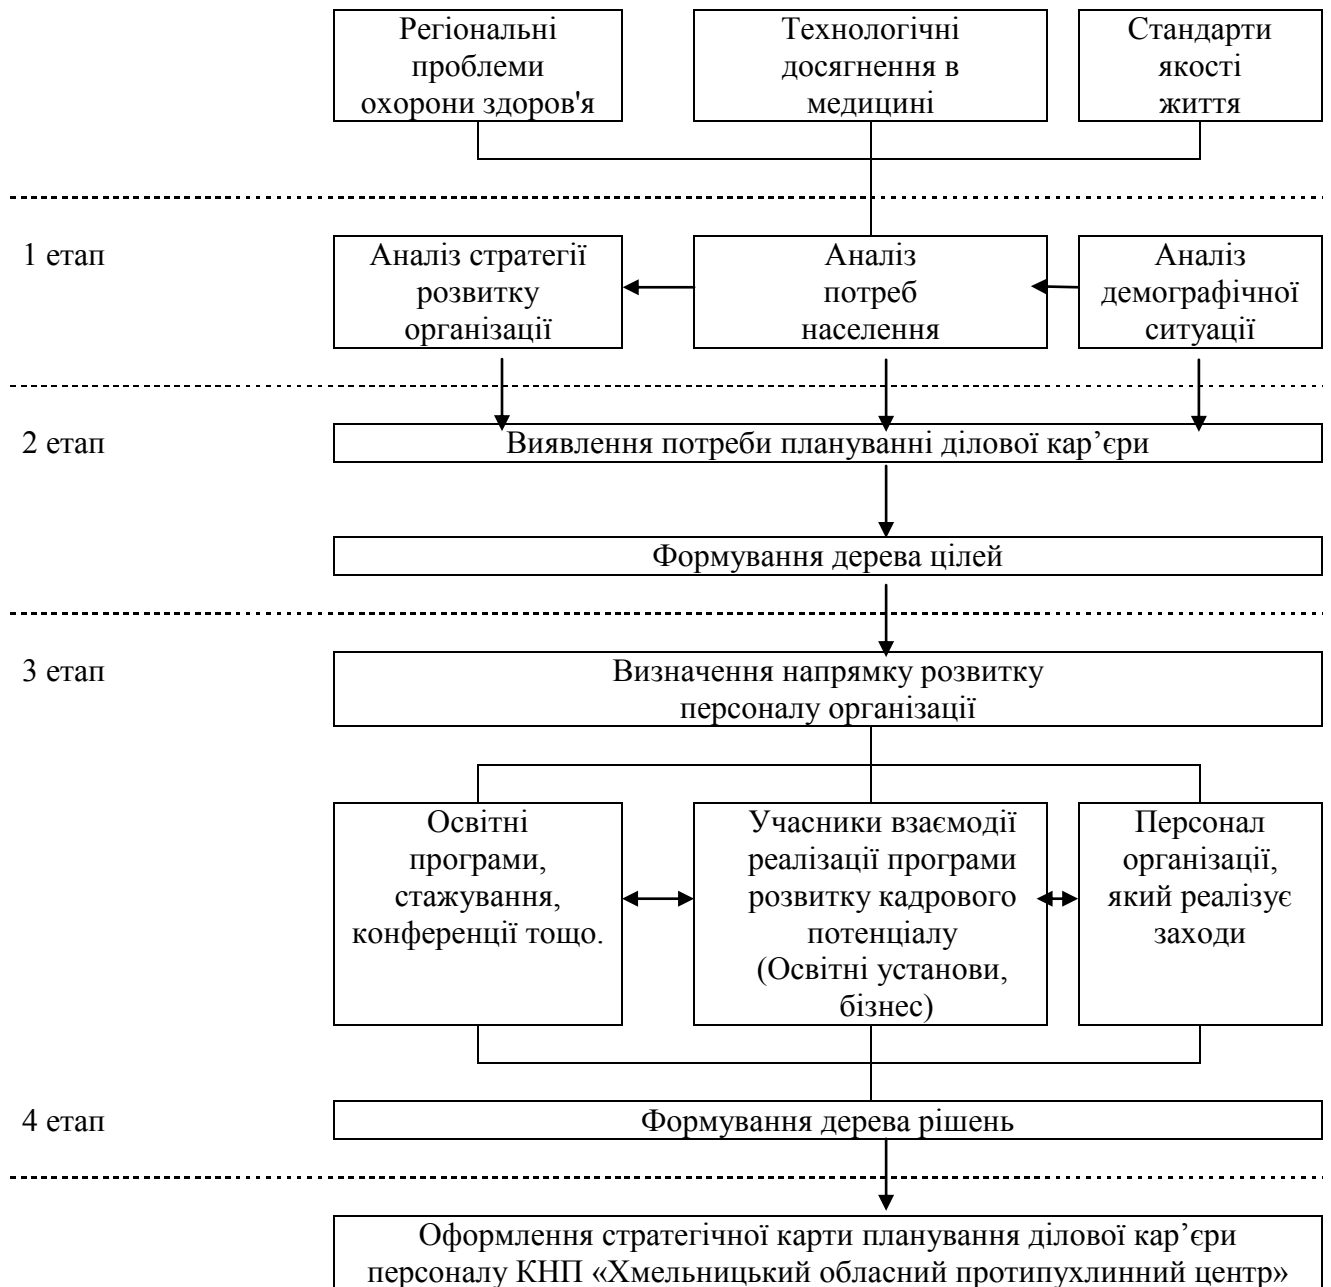 Регіональні
проблеми
охорони здоров'я
Технологічні
досягнення в
медицині
Стандарти
якості
життя
1 етап
Аналіз стратегії
розвитку
організації
Аналіз
потреб
населення
Аналіз
демографічної
ситуації
2 етап
Виявлення потреби плануванні ділової кар’єри
Формування дерева цілей
3 етап
Визначення напрямку розвитку
персоналу організації
Освітні
програми,
стажування,
конференції тощо.
Учасники взаємодії
реалізації програми
розвитку кадрового
потенціалу
(Освітні установи,
бізнес)
Персонал
організації,
який реалізує
заходи
4 етап
Формування дерева рішень
Оформлення стратегічної карти планування ділової кар’єри
персоналу КНП «Хмельницький обласний протипухлинний центр»